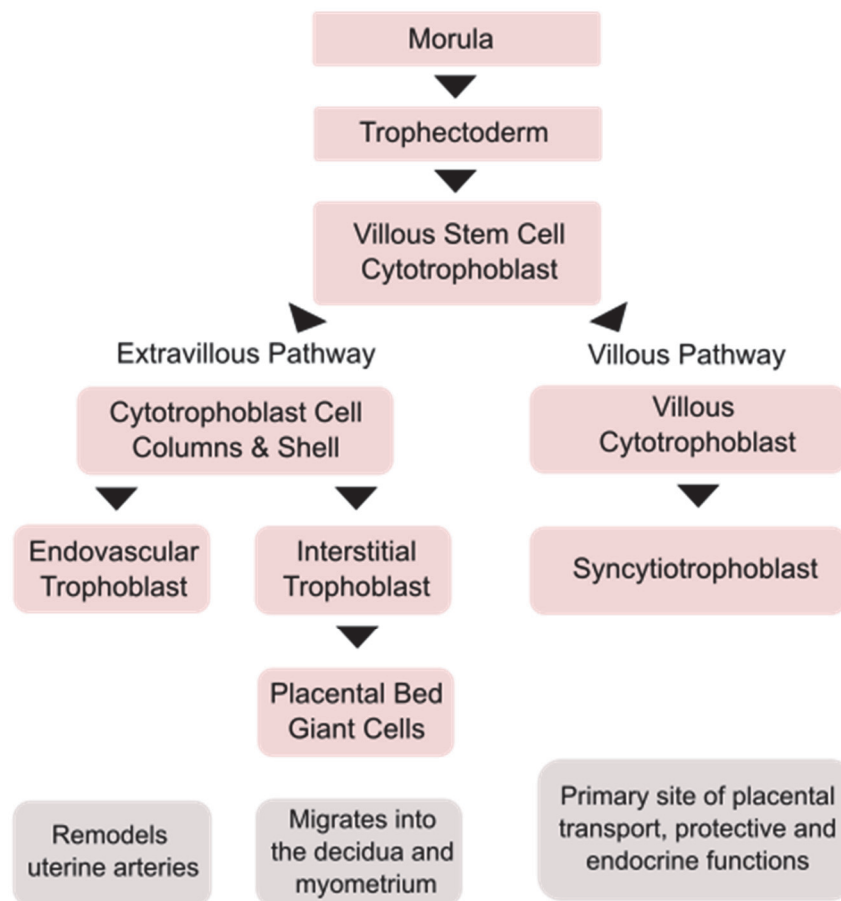 Morula
Trophectoderm
Villous Stem Cell
Cytotrophoblast
Extravillous Pathway
Villous Pathway
Cytotrophoblast Cell
Columns & Shell
Villous
Cytotrophoblast
Endovascular
Trophoblast
Interstitial
Trophoblast
Syncytiotrophoblast
Placental Bed
Giant Cells
Remodels
uterine arteries
Migrates into
the decidua and
myometrium
Primary site of placental
transport, protective and
endocrine functions